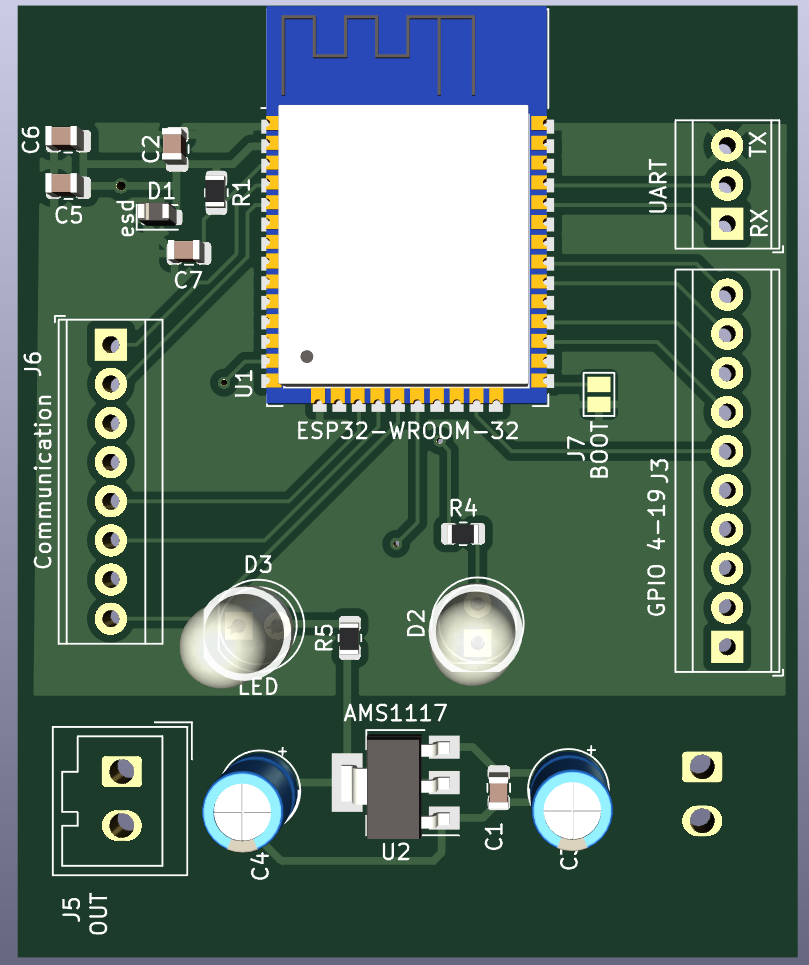 C6
C2
TX
D1
R1
UART
C5
esd
RX
C7
J6
U1
ESP32-WROOM-32
J7
BOOT
J3
Communication
R4
GPIO 4-19
D3
D2
R5
LED
AMS1117
+
+
C1
U2
C4
J5
OUT